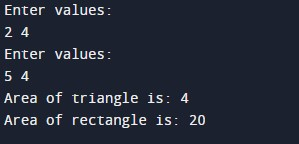 Enter values:
2 4
Enter values:
5 4
Area of triangle is: 4
Area of rectangle is: 20